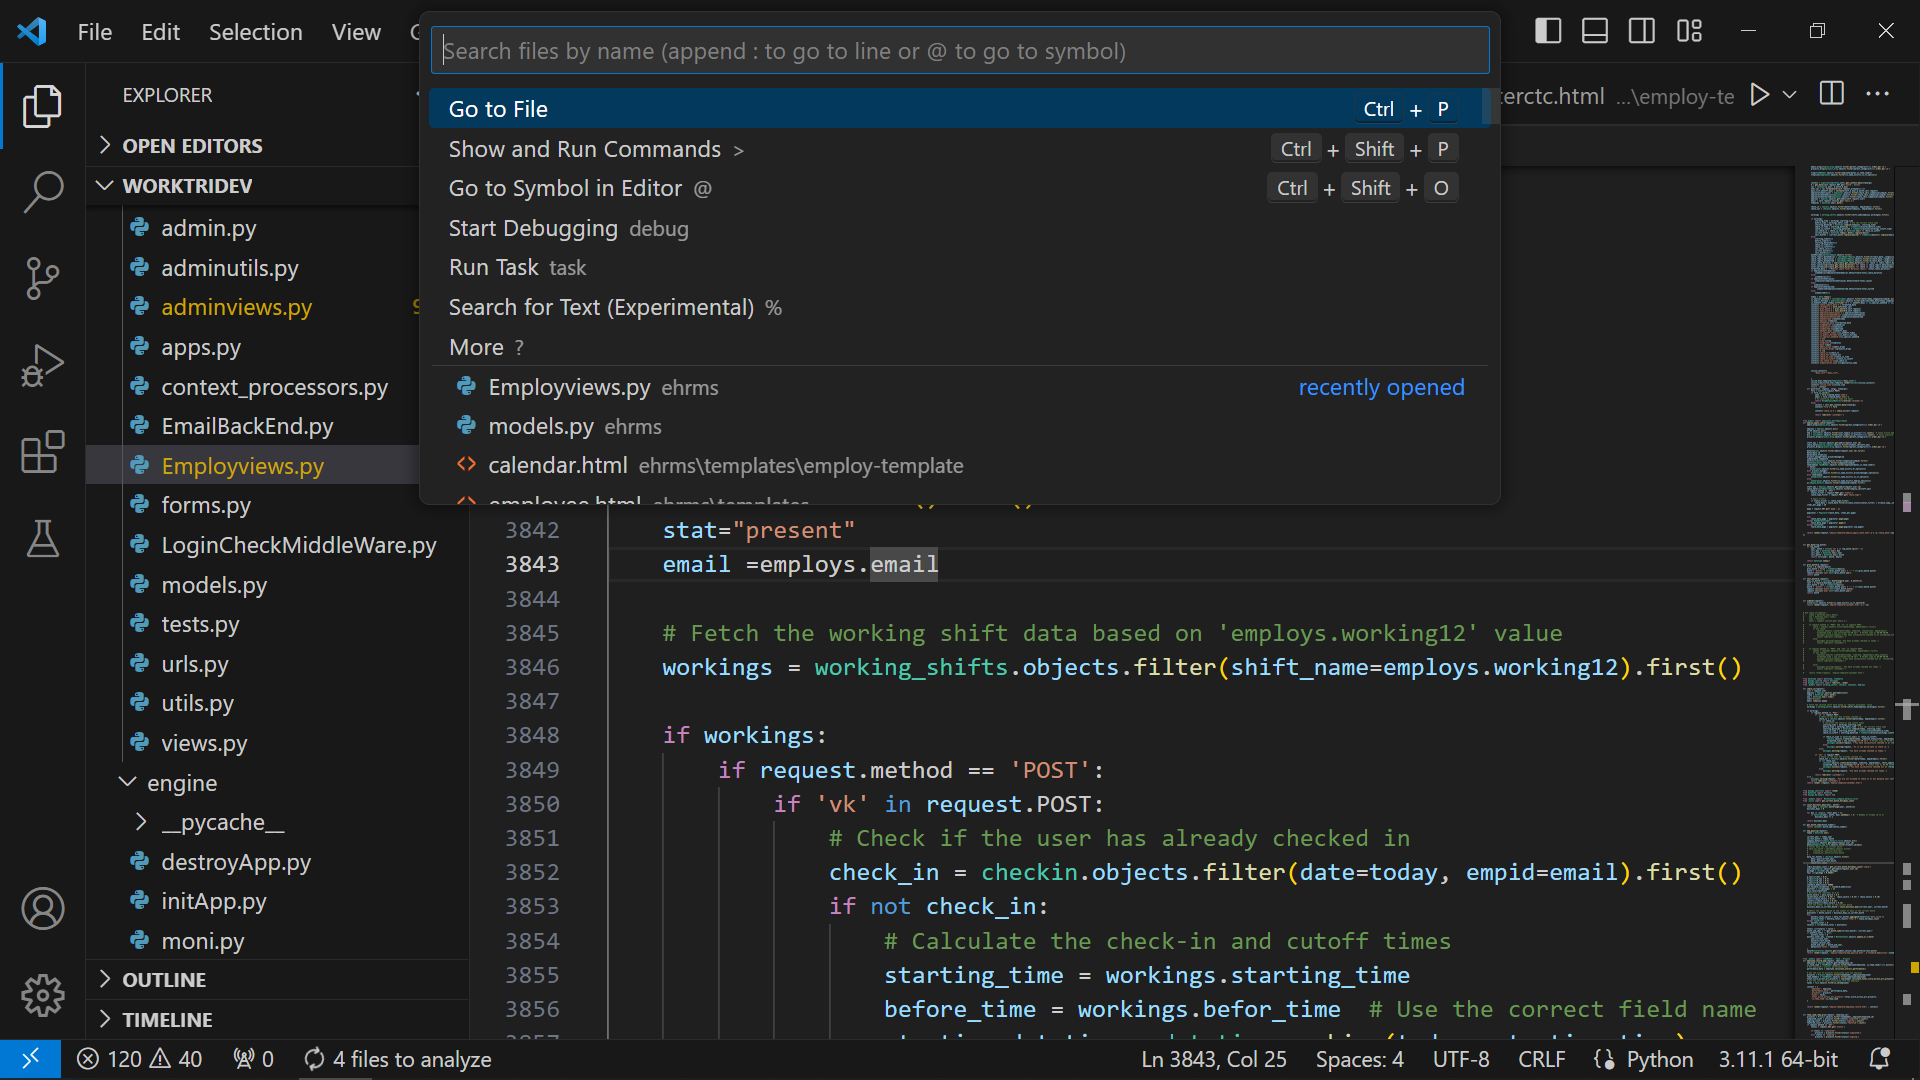 File Edit Selection View
Search files by name (append : to go to line or @ to go to symbol)
Go to File Ctrl + P
Show and Run Commands > Ctrl + Shift + P
Go to Symbol in Editor @ Ctrl + Shift + O
Start Debugging debug
Run Task task
Search for Text (Experimental) %
More ?
Employviews.py ehrms recently opened
models.py ehrms
calendar.html ehrms\templates\employ-template
employee.html ehrms\templates
erctc.html ...\employ-te
EXPLORER
OPEN EDITORS
WORKTRIDEV
admin.py
adminutils.py
adminviews.py 9
apps.py
context_processors.py
EmailBackEnd.py
Employviews.py
forms.py
LoginCheckMiddleWare.py
models.py
tests.py
urls.py
utils.py
views.py
engine
__pycache__
destroyApp.py
initApp.py
moni.py
OUTLINE
TIMELINE
3842 stat="present"
3843 email =employs.email
3844
3845 # Fetch the working shift data based on 'employs.working12' value
3846 workings = working_shifts.objects.filter(shift_name=employs.working12).first()
3847
3848 if workings:
3849 if request.method == 'POST':
3850 if 'vk' in request.POST:
3851 # Check if the user has already checked in
3852 check_in = checkin.objects.filter(date=today, empid=email).first()
3853 if not check_in:
3854 # Calculate the check-in and cutoff times
3855 starting_time = workings.starting_time
3856 before_time = workings.befor_time # Use the correct field name
120 40 0 4 files to analyze Ln 3843, Col 25 Spaces: 4 UTF-8 CRLF Python 3.11.1 64-bit